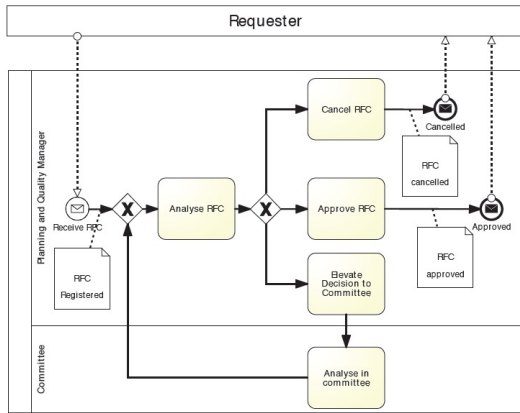 Requester
Planning and Quality Manager
Cancel RFC
Cancelled
RFC
cancelled
Receive RFC
X
Analyse RFC
X
Approve RFC
Approved
RFC
Registered
RFC
approved
Elevate
Decision to
Committee
Committee
Analyse in
committee